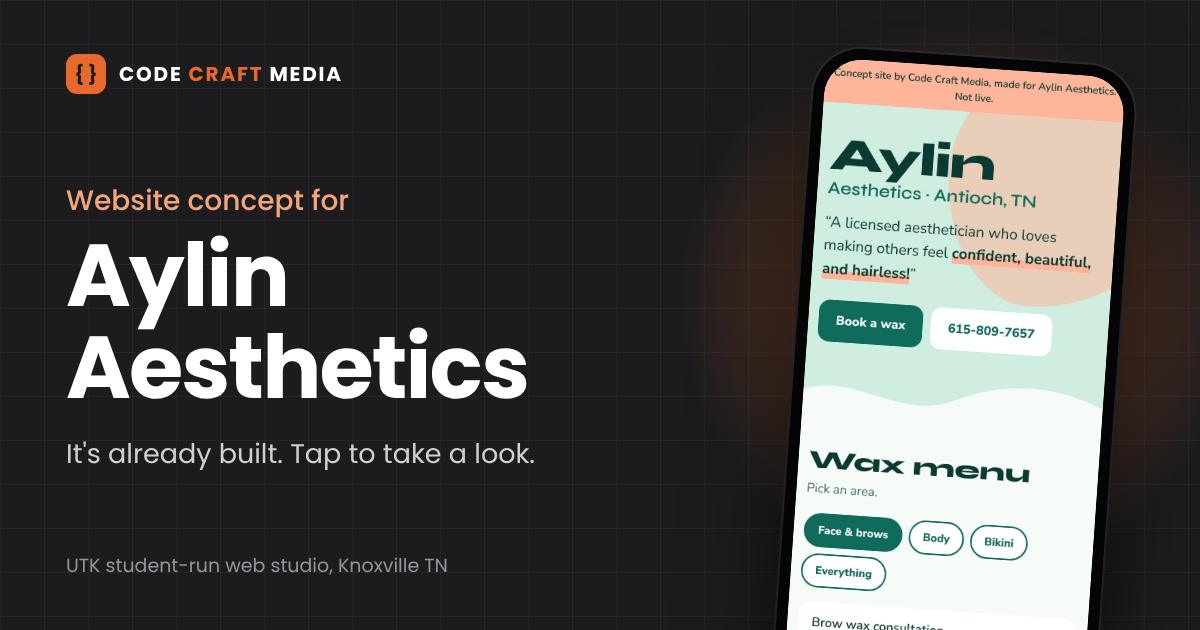 { }
CODE CRAFT MEDIA
Website concept for
Aylin
Aesthetics
It's already built. Tap to take a look.
UTK student-run web studio, Knoxville TN
Concept site by Code Craft Media, made for Aylin Aesthetics.
Not live.
Aylin
Aesthetics · Antioch, TN
“A licensed aesthetician who loves
making others feel confident, beautiful,
and hairless!”
Book a wax
615-809-7657
Wax menu
Pick an area.
Face & brows
Body
Bikini
Everything
Brow wax consultation